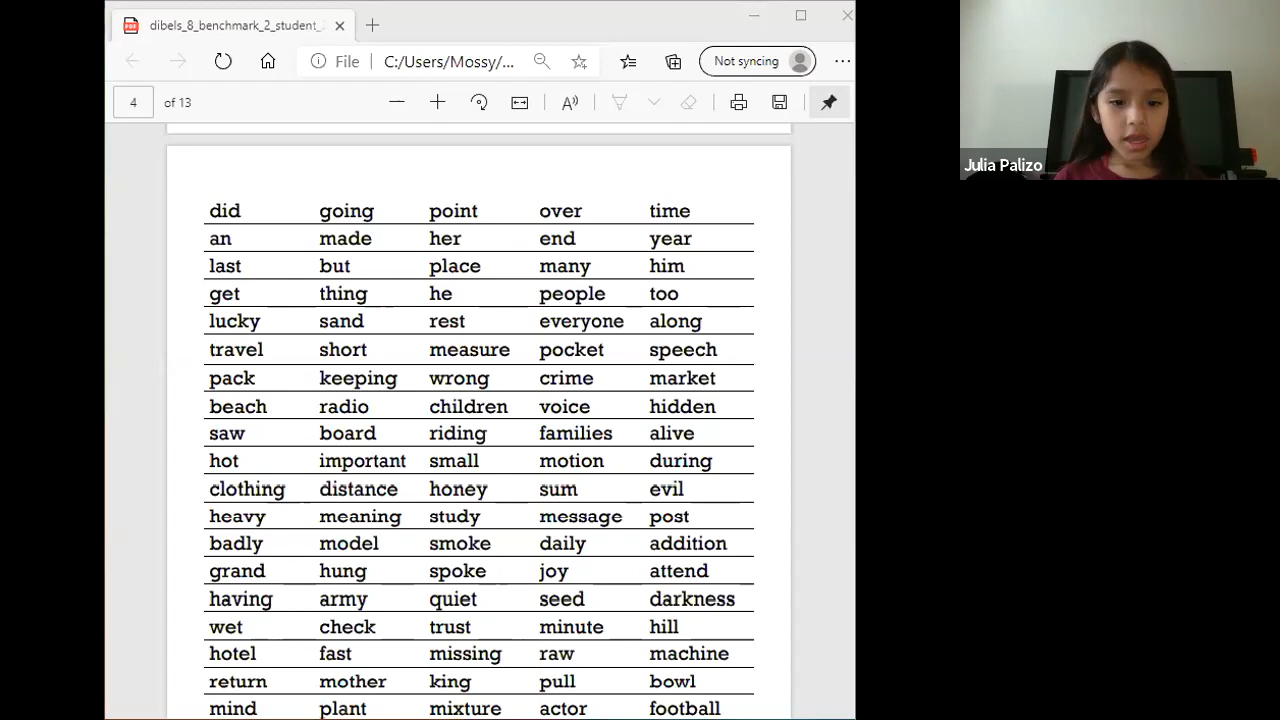 dibels_8_benchmark_2_student_
File C:/Users/Mossy/... Not syncing
4 of 13
Julia Palizo
did going point over time
an made her end year
last but place many him
get thing he people too
lucky sand rest everyone along
travel short measure pocket speech
pack keeping wrong crime market
beach radio children voice hidden
saw board riding families alive
hot important small motion during
clothing distance honey sum evil
heavy meaning study message post
badly model smoke daily addition
grand hung spoke joy attend
having army quiet seed darkness
wet check trust minute hill
hotel fast missing raw machine
return mother king pull bowl
mind plant mixture actor football